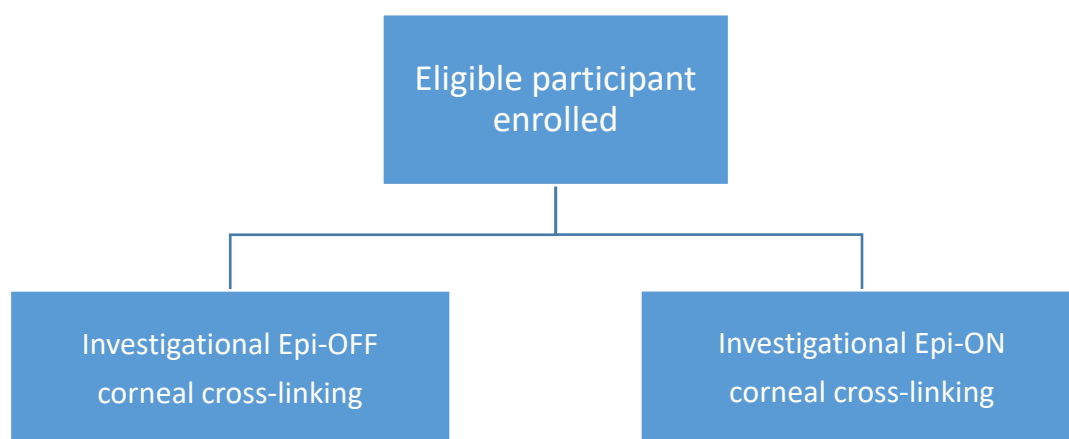 Eligible participant
enrolled
Investigational Epi-OFF
corneal cross-linking
Investigational Epi-ON
corneal cross-linking